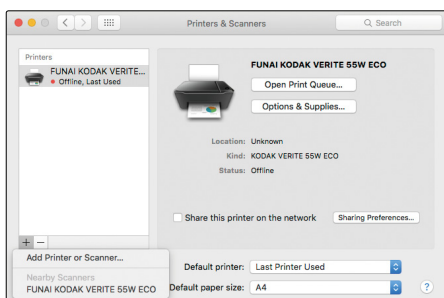 Printers & Scanners
Search
Printers
FUNAI KODAK VERITE...
Offline, Last Used
FUNAI KODAK VERITE 55W ECO
Open Print Queue...
Options & Supplies...
Location: Unknown
Kind: KODAK VERITE 55W ECO
Status: Offline
Share this printer on the network
Sharing Preferences...
+ −
Add Printer or Scanner...
Nearby Scanners
FUNAI KODAK VERITE 55W ECO
Default printer: Last Printer Used
Default paper size: A4
?